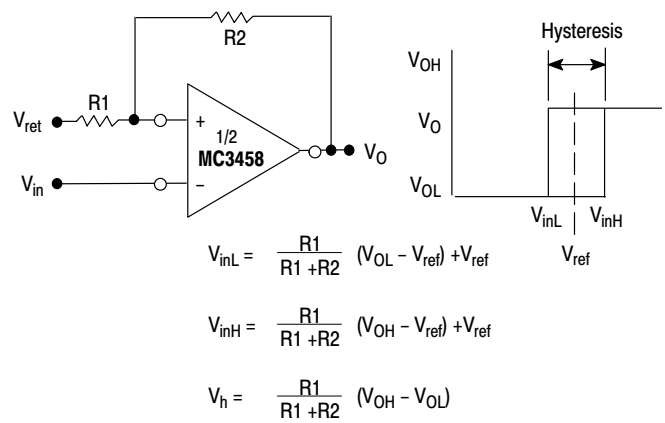 R2
Hysteresis
VOH
R1
Vret
+
1/2
MC3458
VO
VO
Vin
−
VOL
VinL
VinH
Vref
VinL = R1 / R1 +R2 (VOL – Vref) +Vref
VinH = R1 / R1 +R2 (VOH – Vref) +Vref
Vh = R1 / R1 +R2 (VOH – VOL)